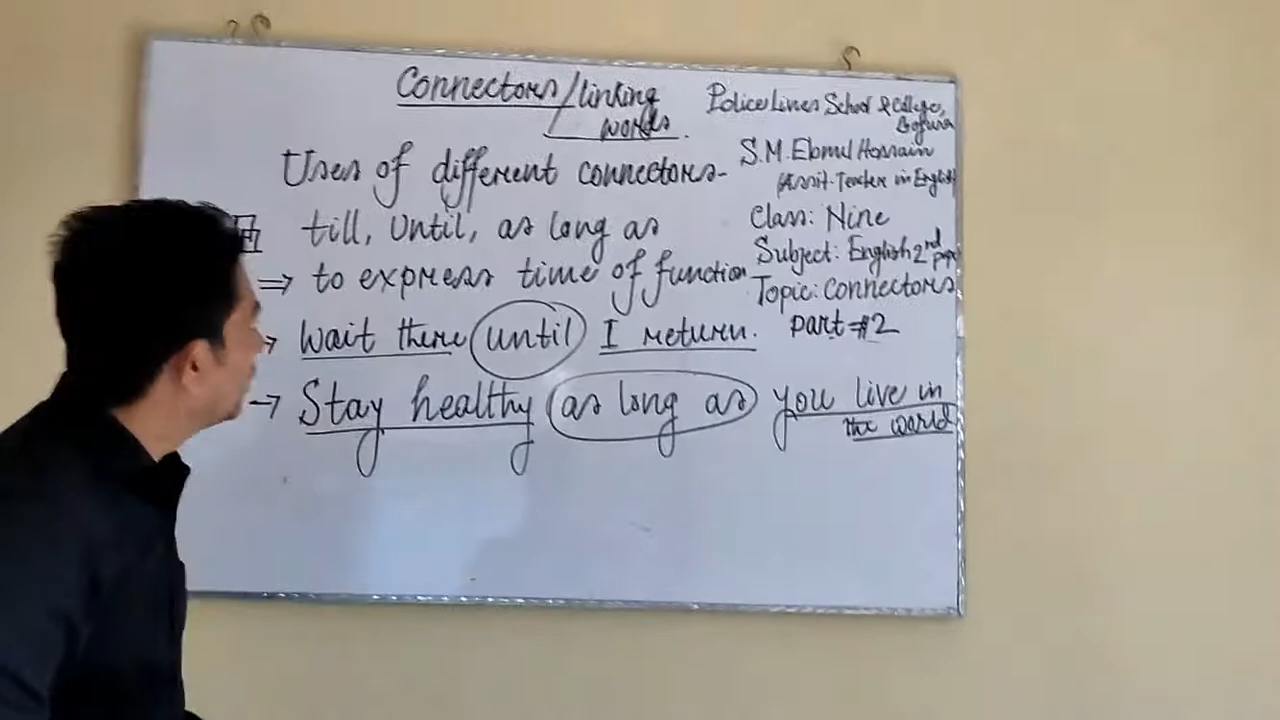 Connectors/linking
words.
Uses of different connectors-
till, Until, as long as
⇒ to express time of function
→ Wait there until I return.
→ Stay healthy as long as you live in
the world
Police Lines School & College,
Bogura
S.M. Ebnul Hossain
(Assit. Teacher in English
Class: Nine
Subject: English 2nd paper
Topic: Connectors
Part #2